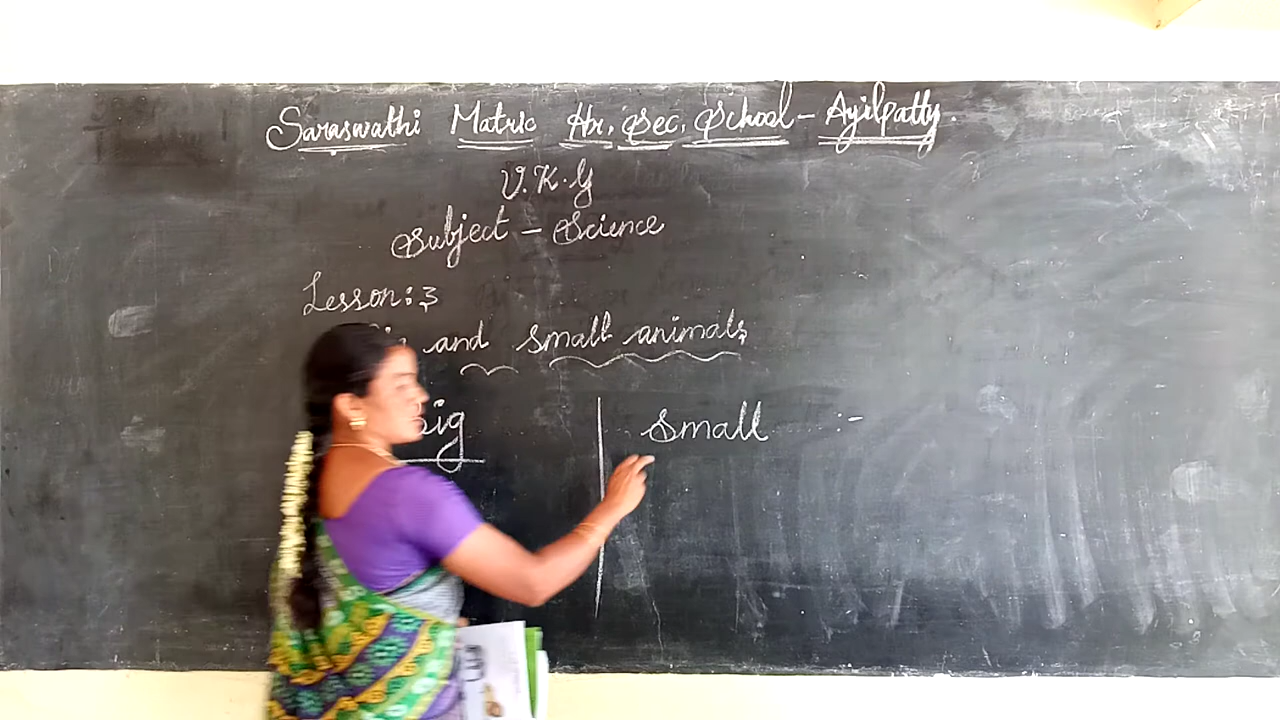 Saraswathi Matric Hr. Sec. School - Ayilpatty.
U.K.G
Subject - Science
Lesson: 3
and small animals
Small :-